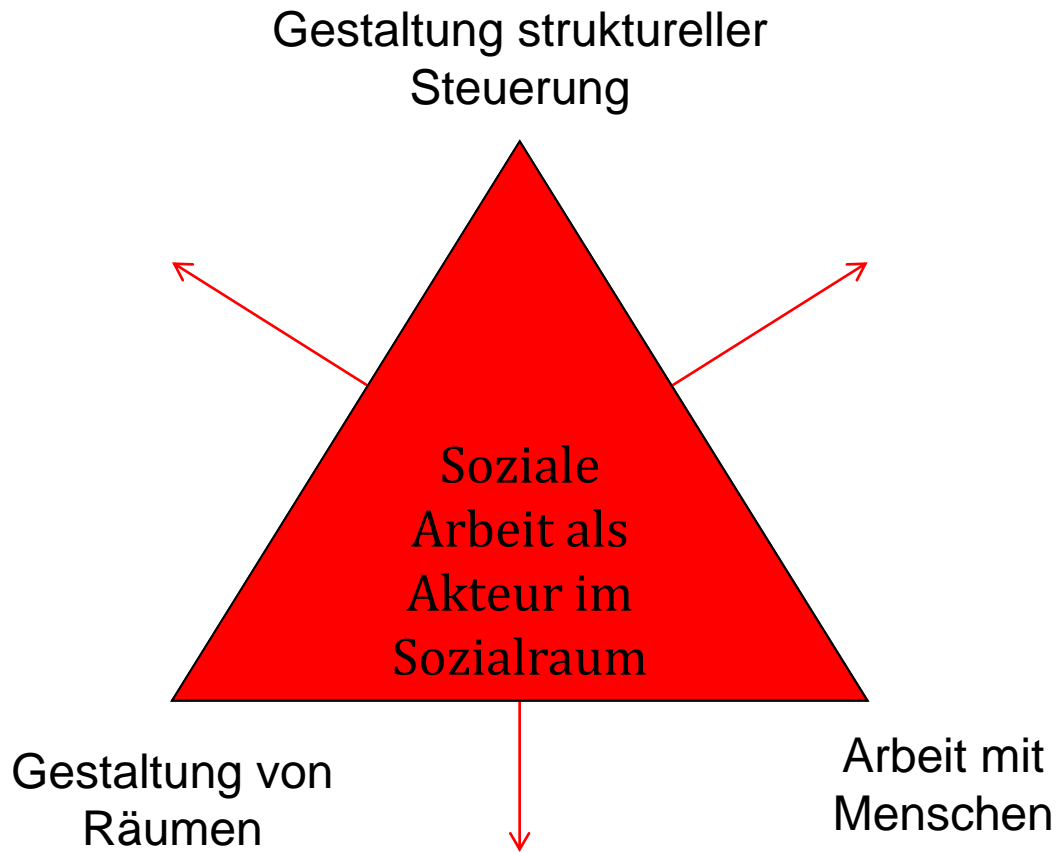 Gestaltung struktureller
Steuerung
Soziale
Arbeit als
Akteur im
Sozialraum
Gestaltung von
Räumen
Arbeit mit
Menschen